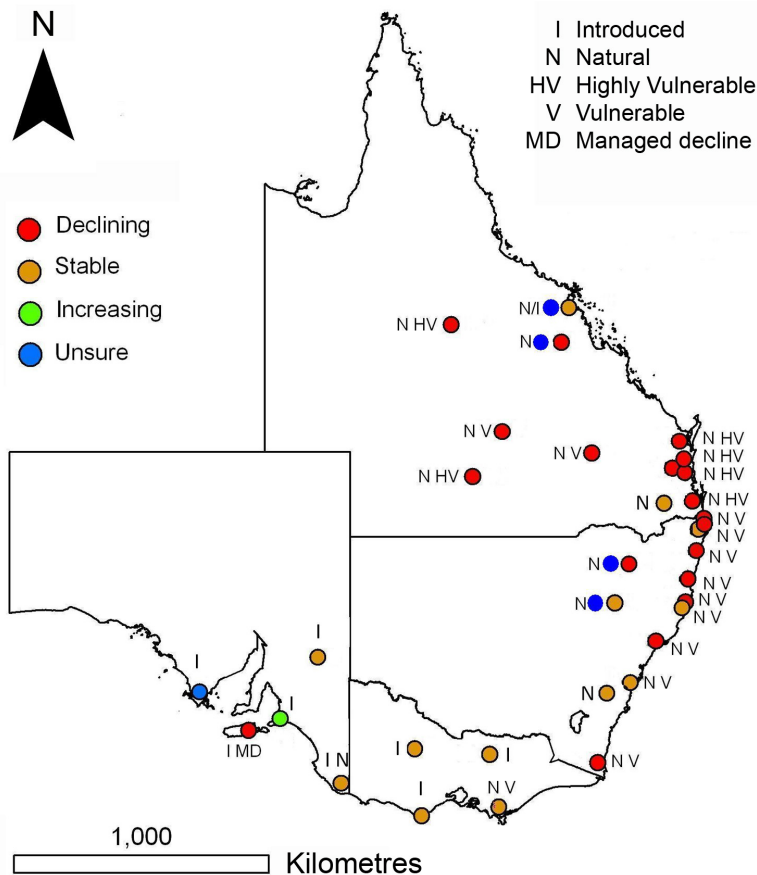 N
I Introduced
N Natural
HV Highly Vulnerable
V Vulnerable
MD Managed decline
Declining
Stable
Increasing
Unsure
N/I
N HV
N
N V
N V
N HV
N HV
N HV
N HV
N HV
N
N V
N V
N V
N
N V
N
N V
N V
I
I
N V
N
I
I MD
N V
I
I
I N
I
N V
1,000
Kilometres